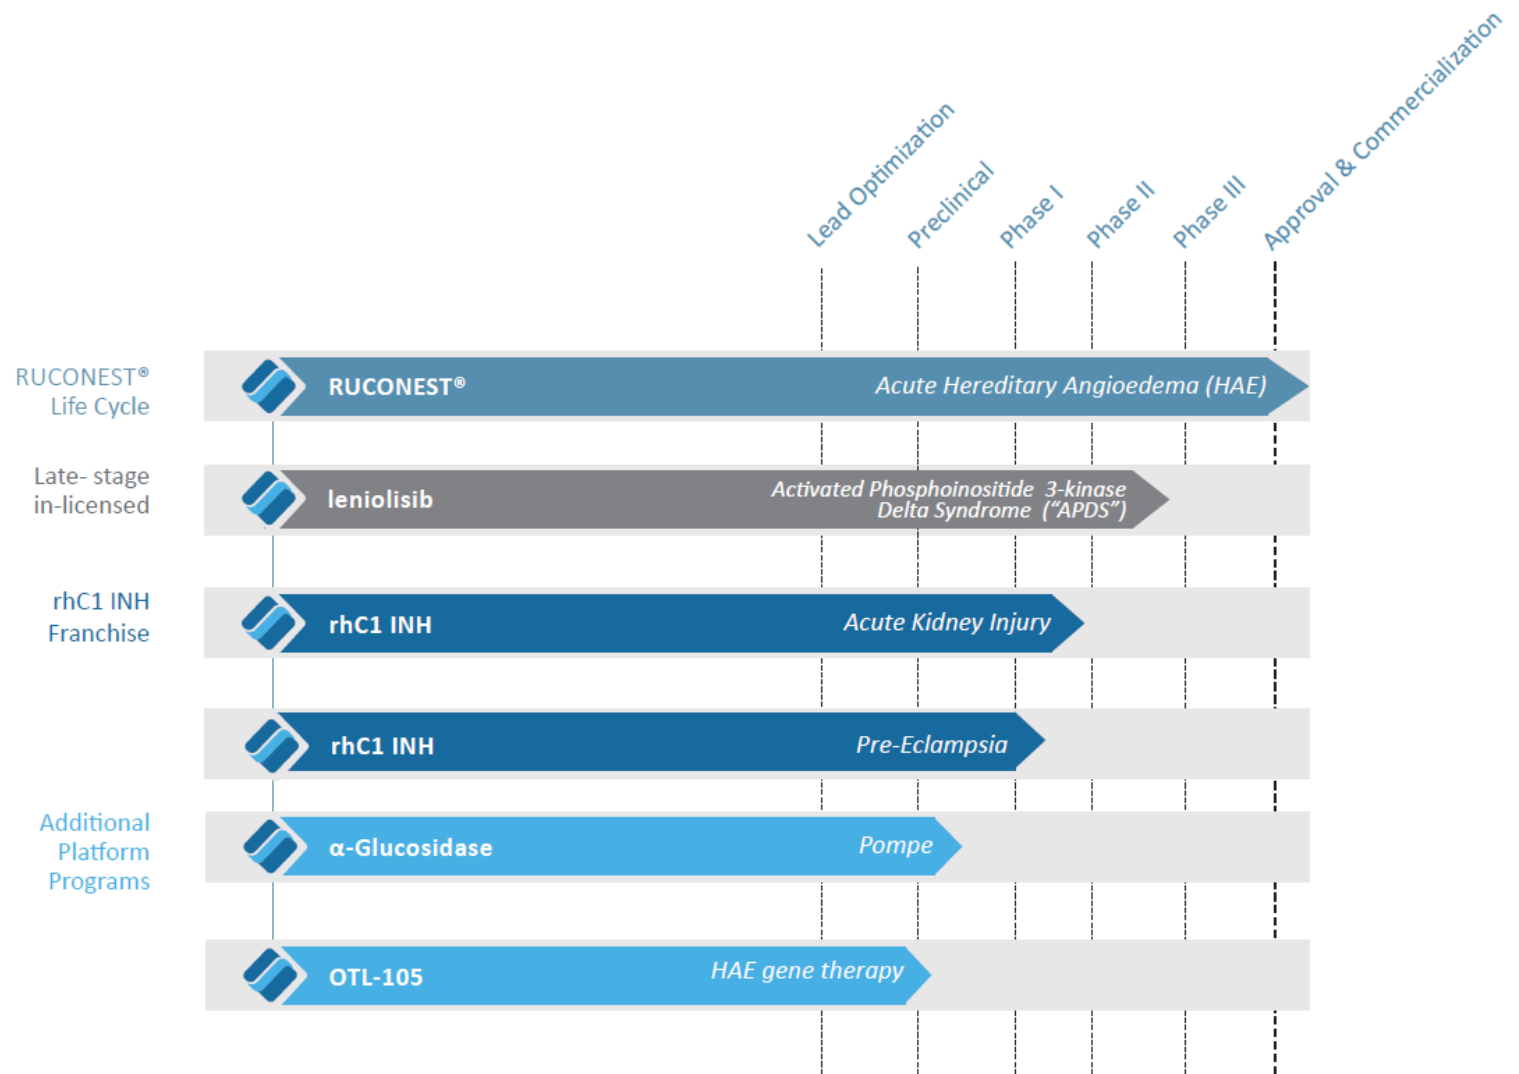 Lead Optimization
Preclinical
Phase I
Phase II
Phase III
Approval & Commercialization
RUCONEST®
Life Cycle
RUCONEST®
Acute Hereditary Angioedema (HAE)
Late- stage
in-licensed
leniolisib
Activated Phosphoinositide 3-kinase
Delta Syndrome (“APDS”)
rhC1 INH
Franchise
rhC1 INH
Acute Kidney Injury
rhC1 INH
Pre-Eclampsia
Additional
Platform
Programs
α-Glucosidase
Pompe
OTL-105
HAE gene therapy